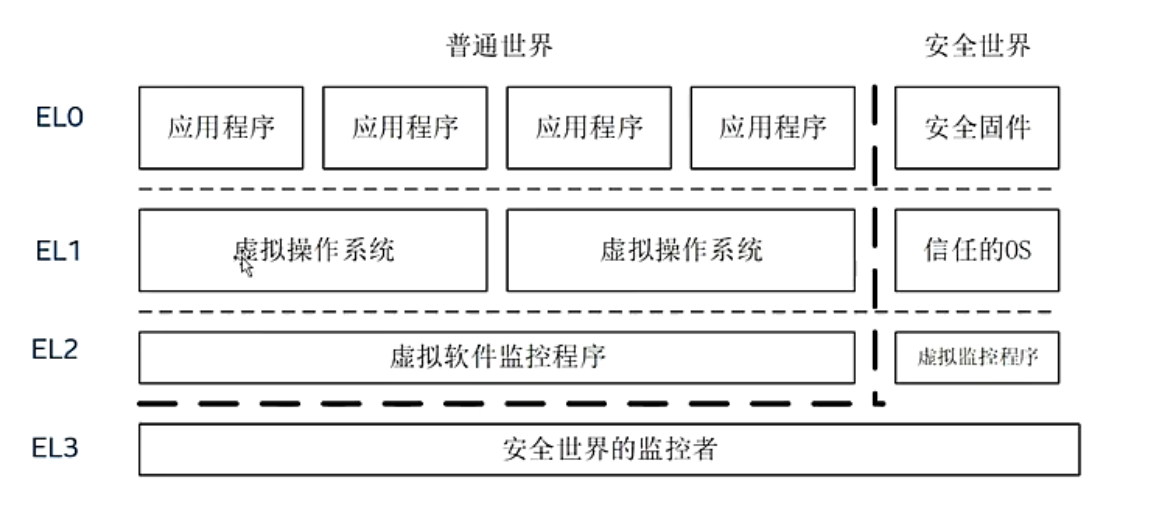 普通世界 安全世界
EL0 应用程序 应用程序 应用程序 应用程序 安全固件
EL1 虚拟操作系统 虚拟操作系统 信任的OS
EL2 虚拟软件监控程序 虚拟监控程序
EL3 安全世界的监控者